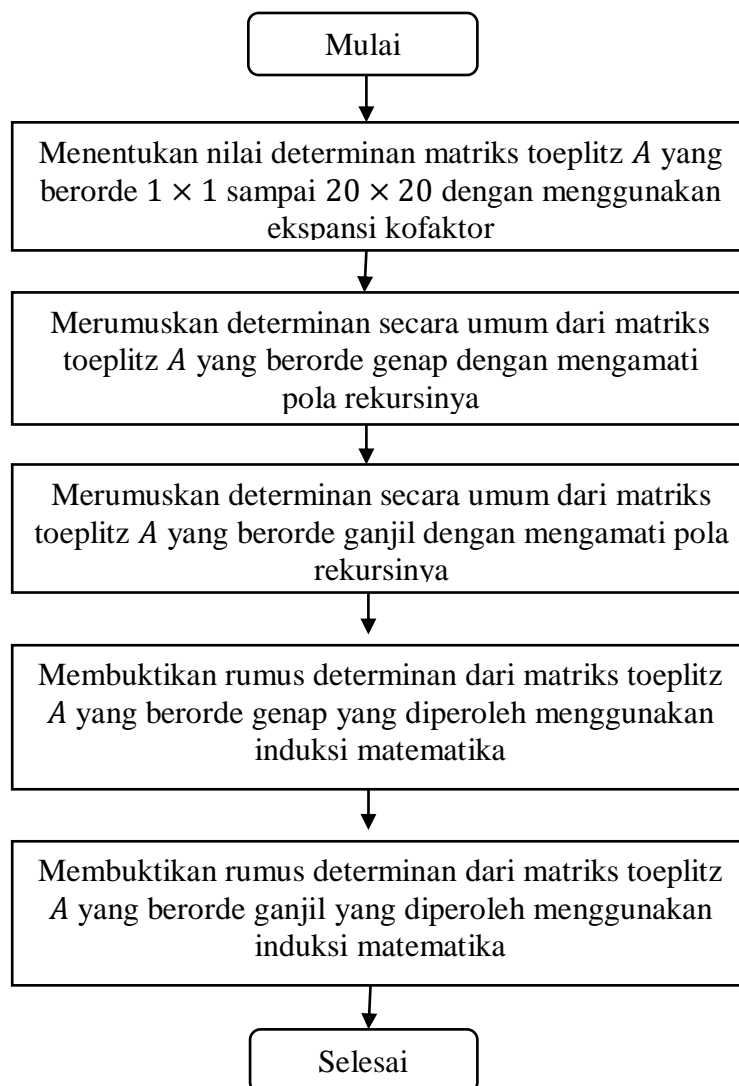 Mulai
Menentukan nilai determinan matriks toeplitz A yang
berorde 1 × 1 sampai 20 × 20 dengan menggunakan
ekspansi kofaktor
Merumuskan determinan secara umum dari matriks
toeplitz A yang berorde genap dengan mengamati
pola rekursinya
Merumuskan determinan secara umum dari matriks
toeplitz A yang berorde ganjil dengan mengamati pola
rekursinya
Membuktikan rumus determinan dari matriks toeplitz
A yang berorde genap yang diperoleh menggunakan
induksi matematika
Membuktikan rumus determinan dari matriks toeplitz
A yang berorde ganjil yang diperoleh menggunakan
induksi matematika
Selesai